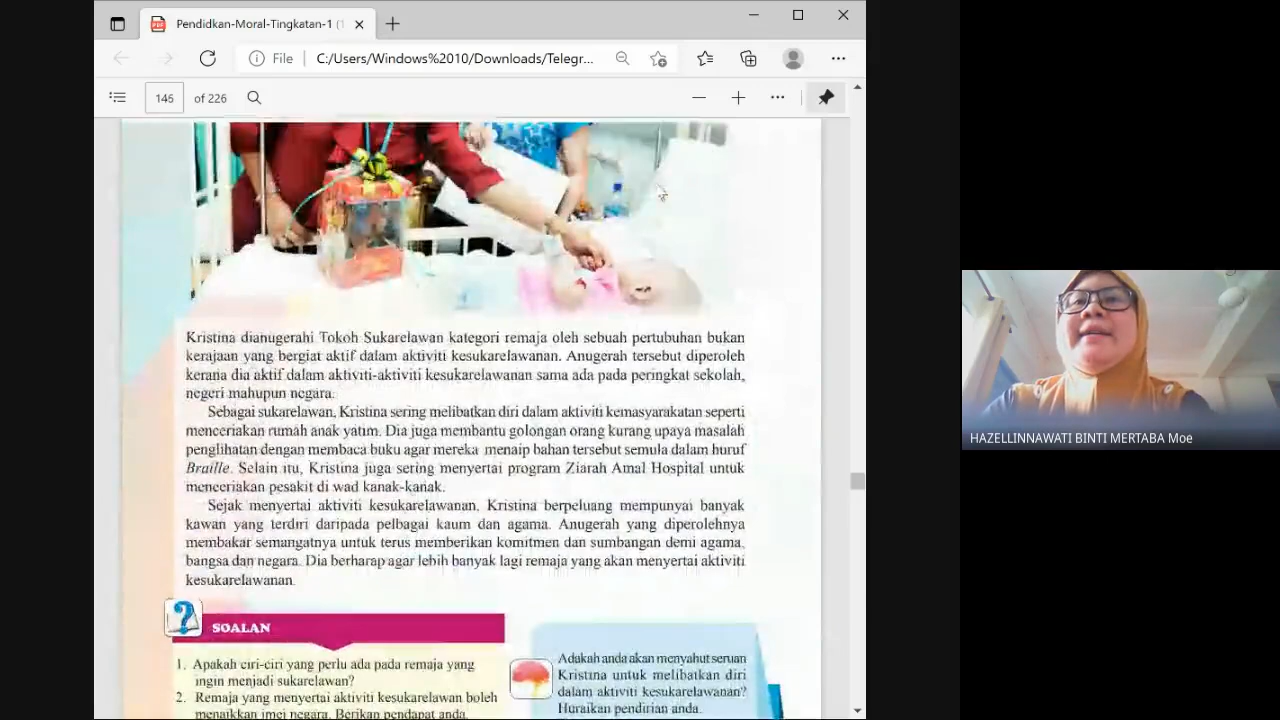 Pendidkan-Moral-Tingkatan-1 (1
File
C:/Users/Windows%2010/Downloads/Telegr...
145 of 226
Kristina dianugerahi Tokoh Sukarelawan kategori remaja oleh sebuah pertubuhan bukan
kerajaan yang bergiat aktif dalam aktiviti kesukarelawanan. Anugerah tersebut diperoleh
kerana dia aktif dalam aktiviti-aktiviti kesukarelawanan sama ada pada peringkat sekolah,
negeri mahupun negara.
Sebagai sukarelawan, Kristina sering melibatkan diri dalam aktiviti kemasyarakatan seperti
menceriakan rumah anak yatim. Dia juga membantu golongan orang kurang upaya masalah
penglihatan dengan membaca buku agar mereka menaip bahan tersebut semula dalam huruf
Braille. Selain itu, Kristina juga sering menyertai program Ziarah Amal Hospital untuk
menceriakan pesakit di wad kanak-kanak.
Sejak menyertai aktiviti kesukarelawanan, Kristina berpeluang mempunyai banyak
kawan yang terdiri daripada pelbagai kaum dan agama. Anugerah yang diperolehnya
membakar semangatnya untuk terus memberikan komitmen dan sumbangan demi agama,
bangsa dan negara. Dia berharap agar lebih banyak lagi remaja yang akan menyertai aktiviti
kesukarelawanan.
SOALAN
1. Apakah ciri-ciri yang perlu ada pada remaja yang
ingin menjadi sukarelawan?
2. Remaja yang menyertai aktiviti kesukarelawan boleh
menaikkan imej negara. Berikan pendapat anda.
Adakah anda akan menyahut seruan
Kristina untuk melibatkan diri
dalam aktiviti kesukarelawanan?
Huraikan pendirian anda.
HAZELLINNAWATI BINTI MERTABA Moe